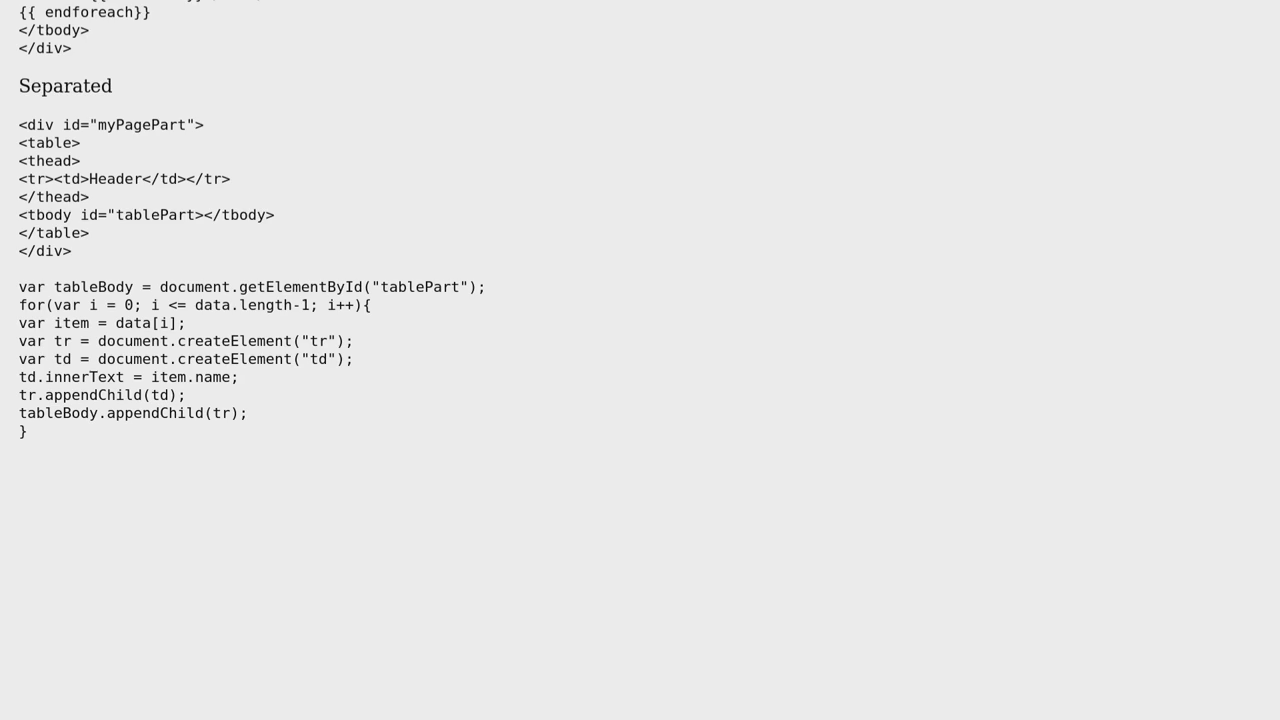 {{ endforeach}}
</tbody>
</div>
Separated
<div id="myPagePart">
<table>
<thead>
<tr><td>Header</td></tr>
</thead>
<tbody id="tablePart></tbody>
</table>
</div>
var tableBody = document.getElementById("tablePart");
for(var i = 0; i <= data.length-1; i++){
var item = data[i];
var tr = document.createElement("tr");
var td = document.createElement("td");
td.innerText = item.name;
tr.appendChild(td);
tableBody.appendChild(tr);
}